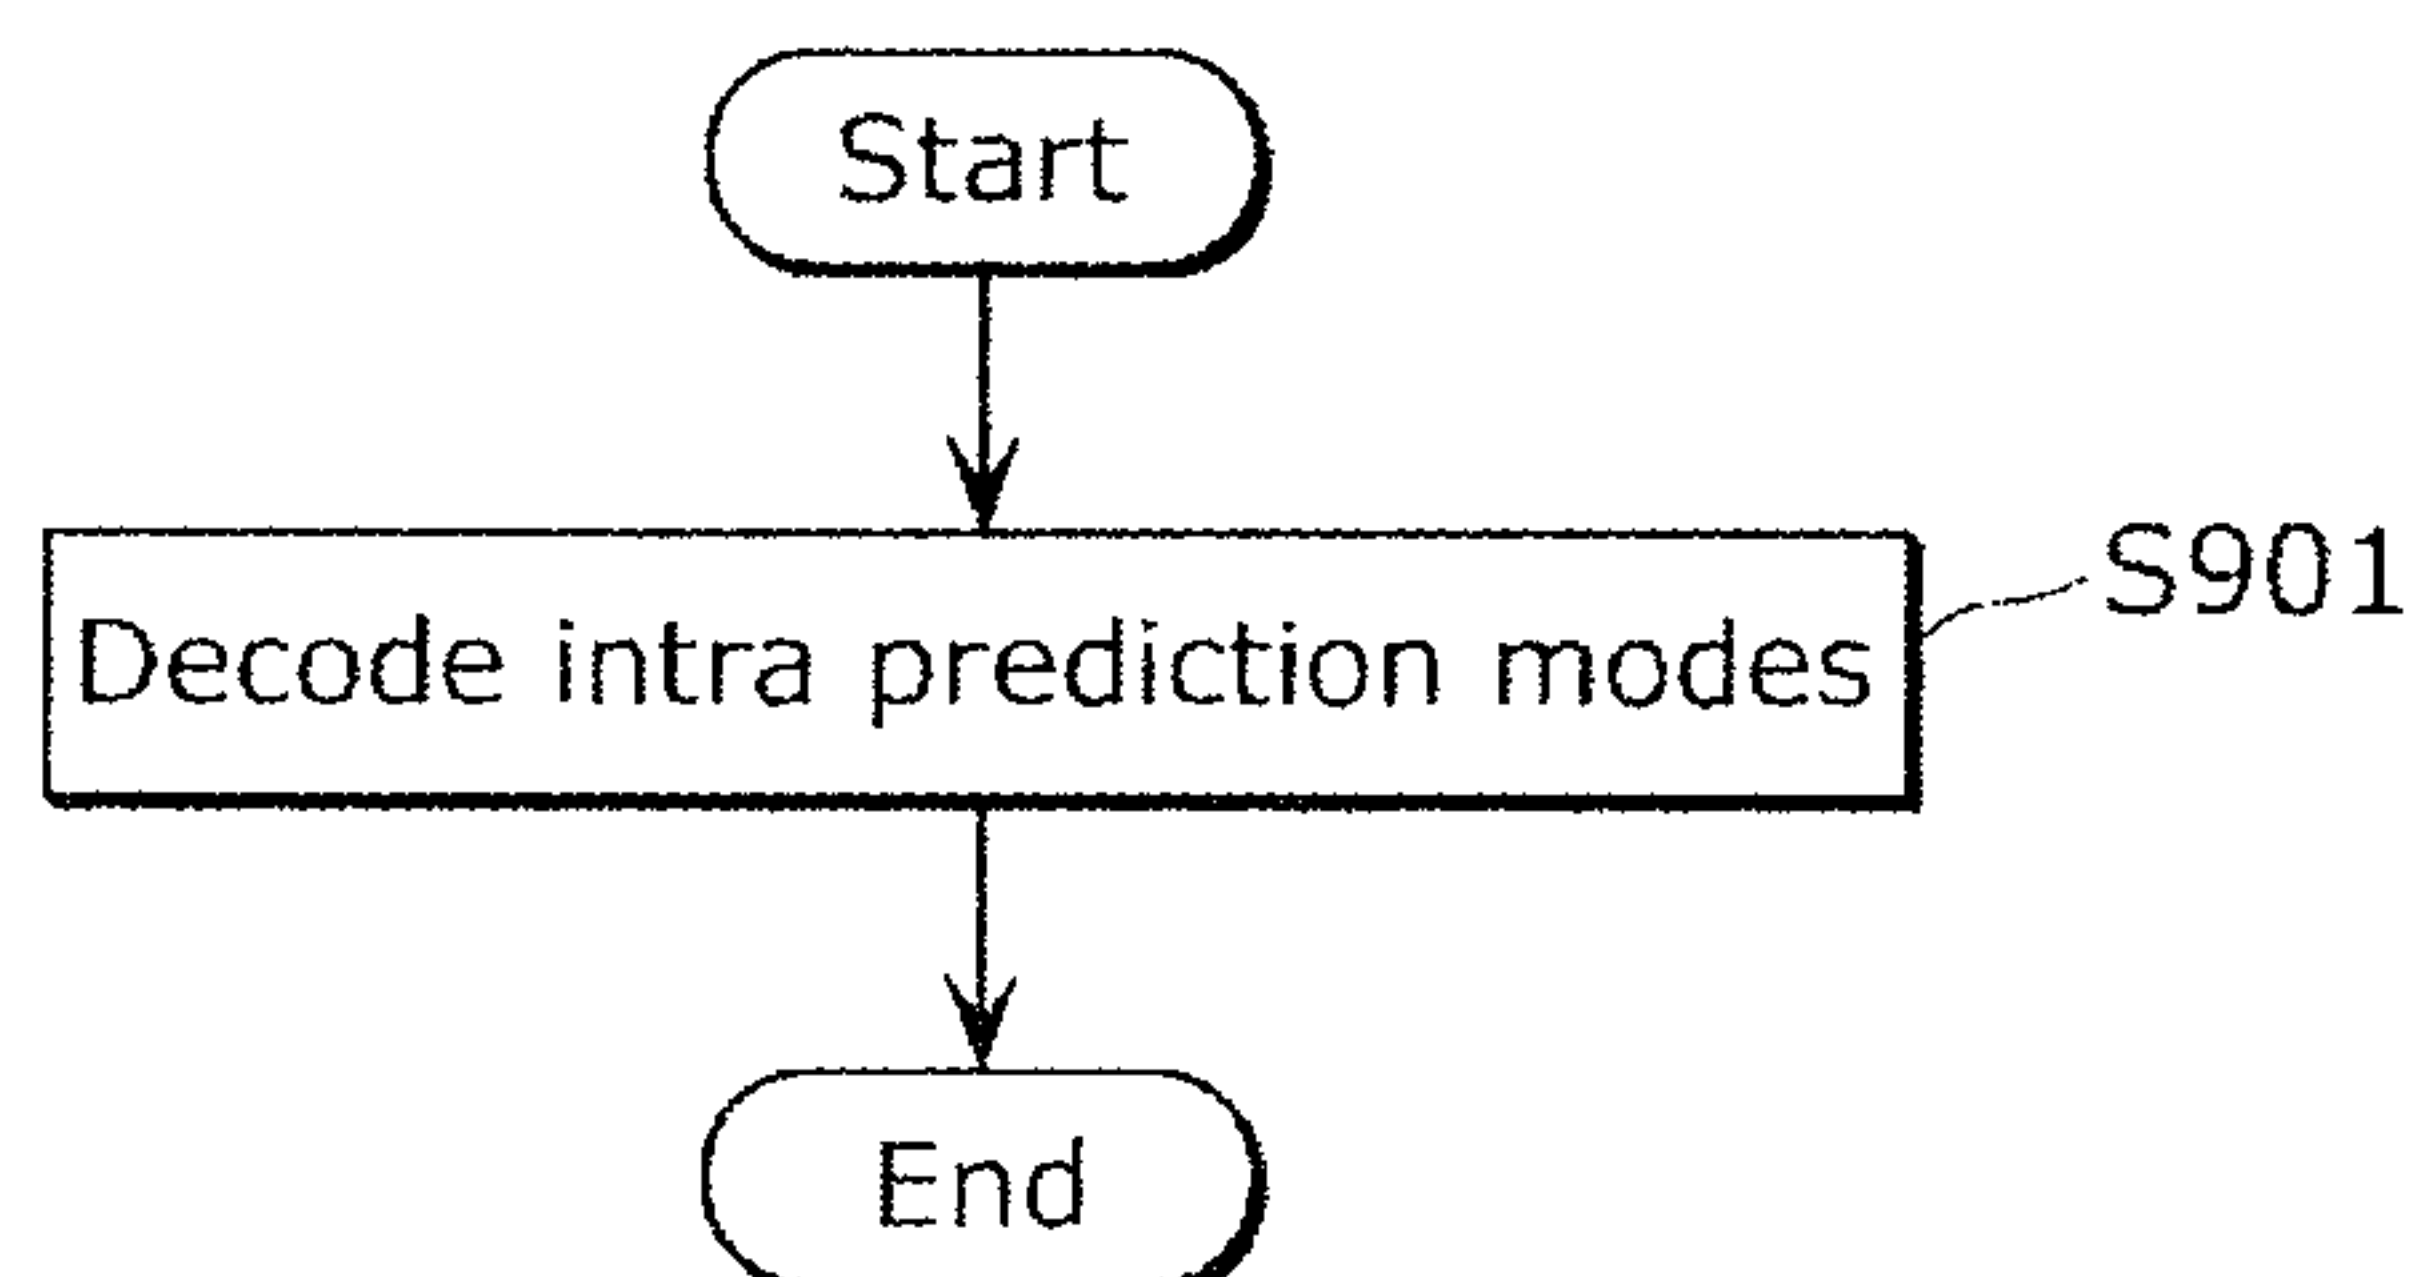 Start
S901
Decode intra prediction modes
End